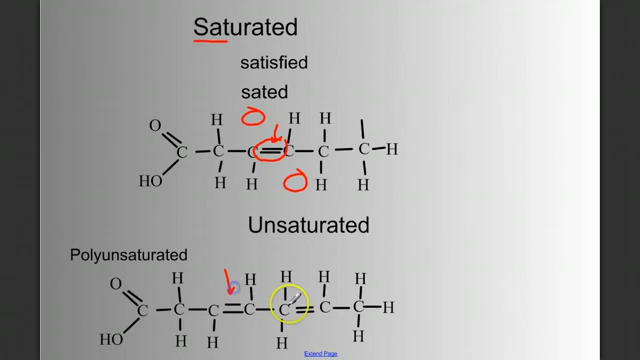 Saturated
satisfied
sated
O H H H
C C C C C C H
HO H H H H
Unsaturated
Polyunsaturated
O H H H H H
C C C C C C C H
HO H H H H
Extend Page